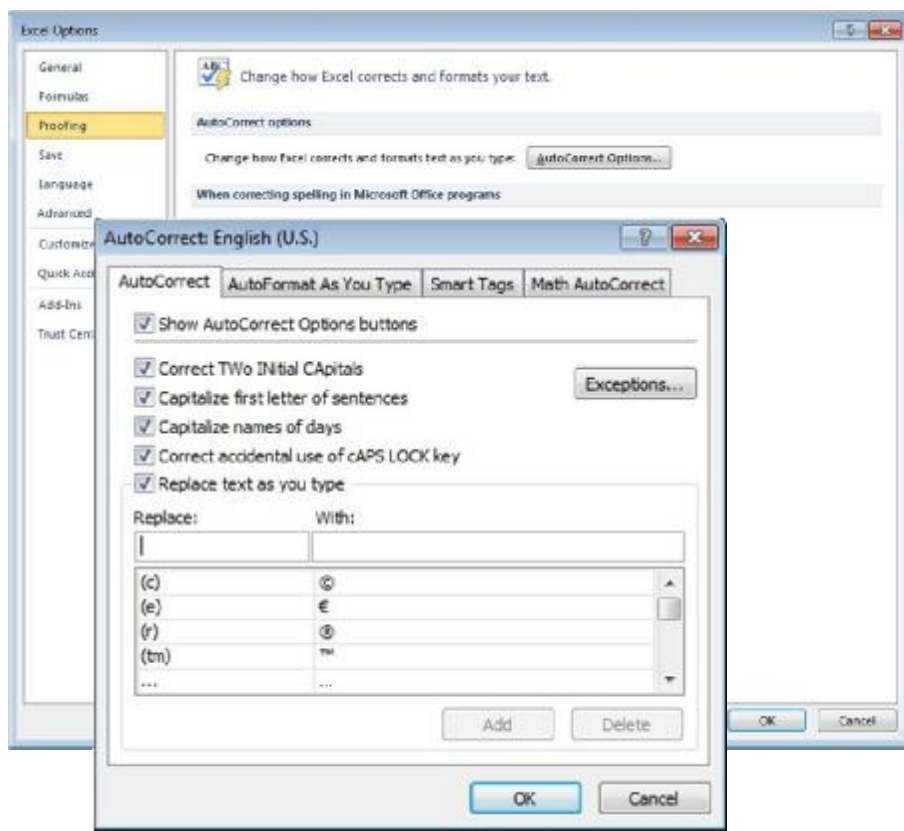 Excel Options
General
Formulas
Proofing
Save
Language
Advanced
Customize
Quick Acc
Add-Ins
Trust Cent
ABC
Change how Excel corrects and formats your text.
AutoCorrect options
Change how Excel corrects and formats text as you type: AutoCorrect Options...
When correcting spelling in Microsoft Office programs
AutoCorrect: English (U.S.)
AutoCorrect AutoFormat As You Type Smart Tags Math AutoCorrect
Show AutoCorrect Options buttons
Correct TWo INitial CApitals
Exceptions...
Capitalize first letter of sentences
Capitalize names of days
Correct accidental use of cAPS LOCK key
Replace text as you type
Replace: With:
(c) ©
(e) €
(r) ®
(tm) ™
... …
Add Delete
OK Cancel
OK Cancel